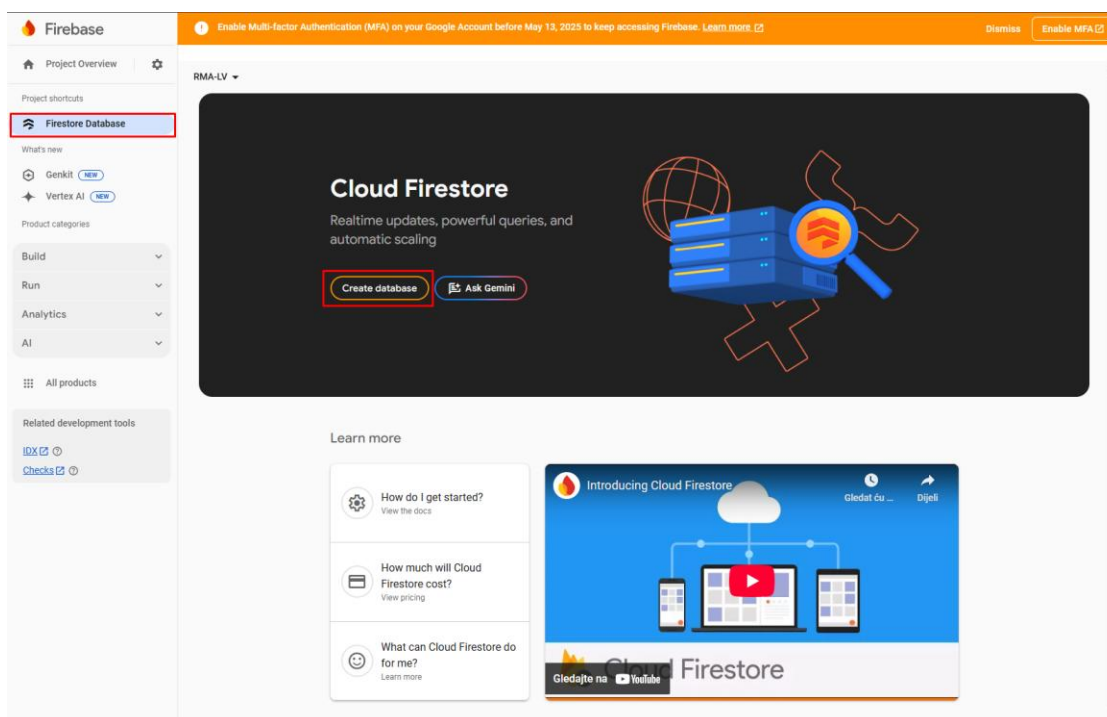 Firebase
Enable Multi-factor Authentication (MFA) on your Google Account before May 13, 2025 to keep accessing Firebase. Learn more
Dismiss
Enable MFA
Project Overview
RMA-LV
Project shortcuts
Firestore Database
What's new
Genkit NEW
Vertex AI NEW
Product categories
Build
Run
Analytics
AI
All products
Related development tools
IDX
Checks
Cloud Firestore
Realtime updates, powerful queries, and
automatic scaling
Create database
Ask Gemini
Learn more
How do I get started?
View the docs
How much will Cloud
Firestore cost?
View pricing
What can Cloud Firestore do
for me?
Learn more
Introducing Cloud Firestore
Gledat ću ...
Dijeli
Cloud Firestore
Gledajte na YouTube